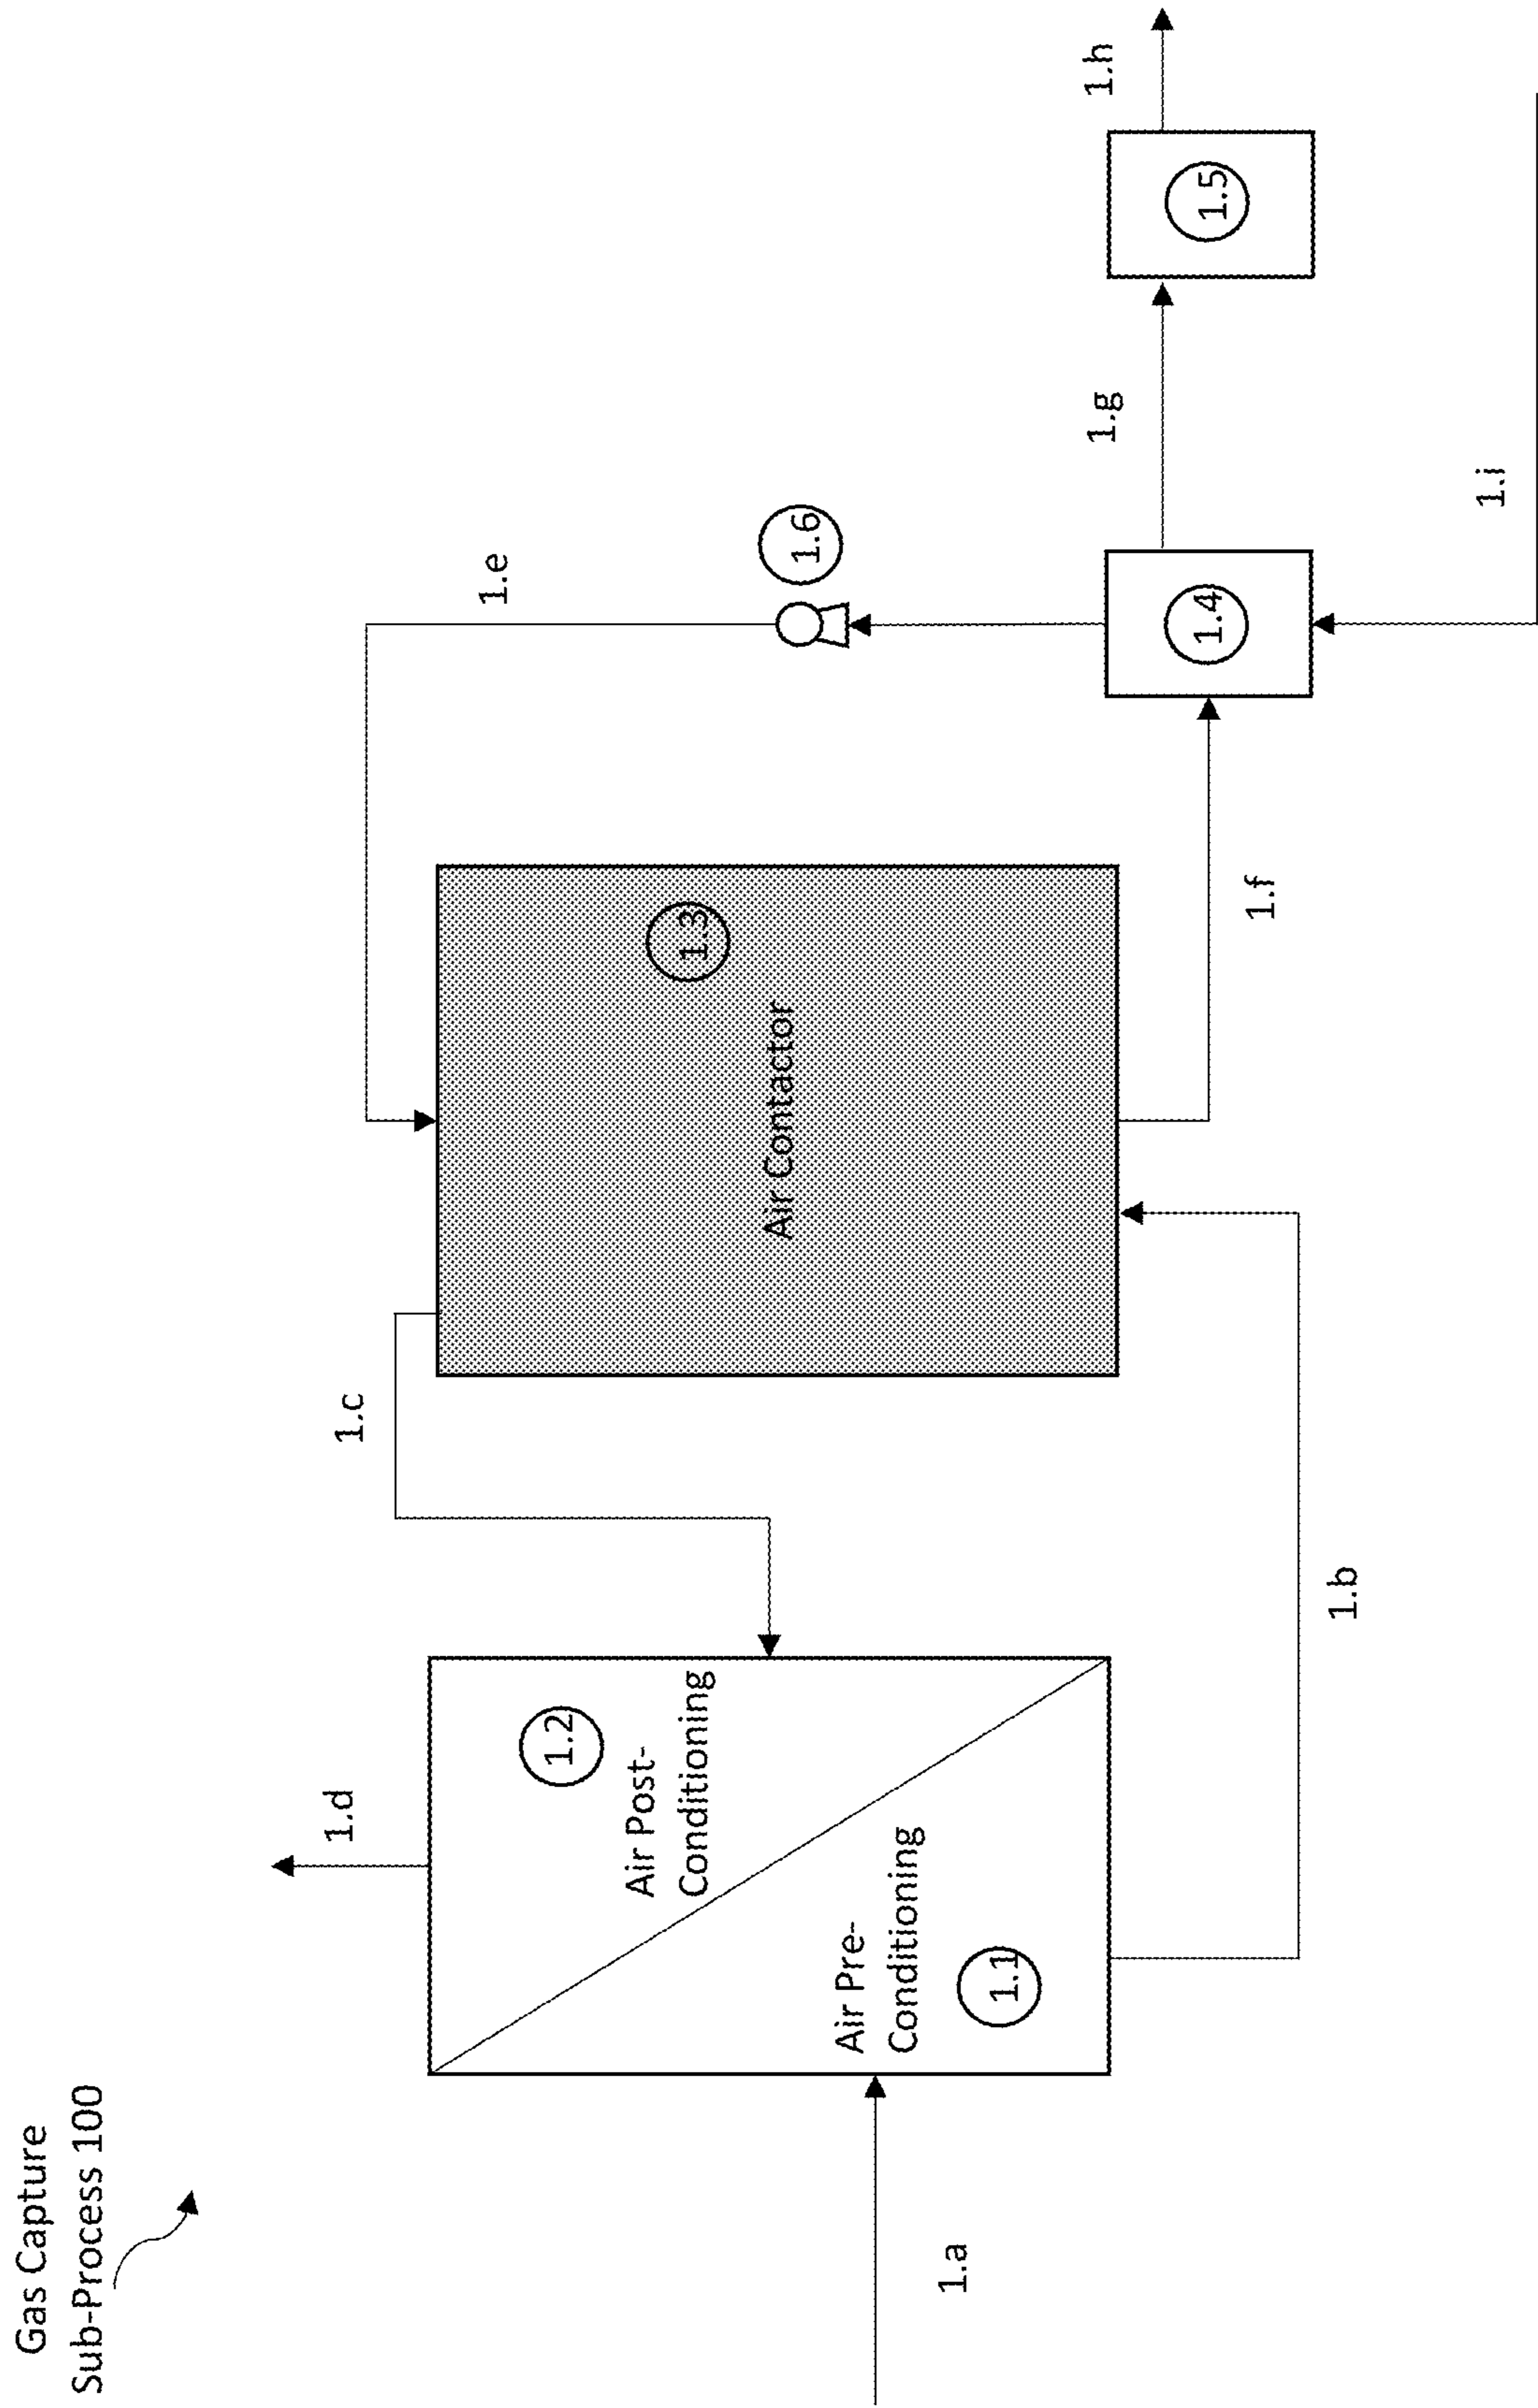 Gas Capture
Sub-Process 100
1.a
1.d
1.2
Air Post-
Conditioning
Air Pre-
Conditioning
1.1
1.b
1.c
Air Contactor
1.3
1.e
1.6
1.f
1.4
1.g
1.5
1.h
1.i